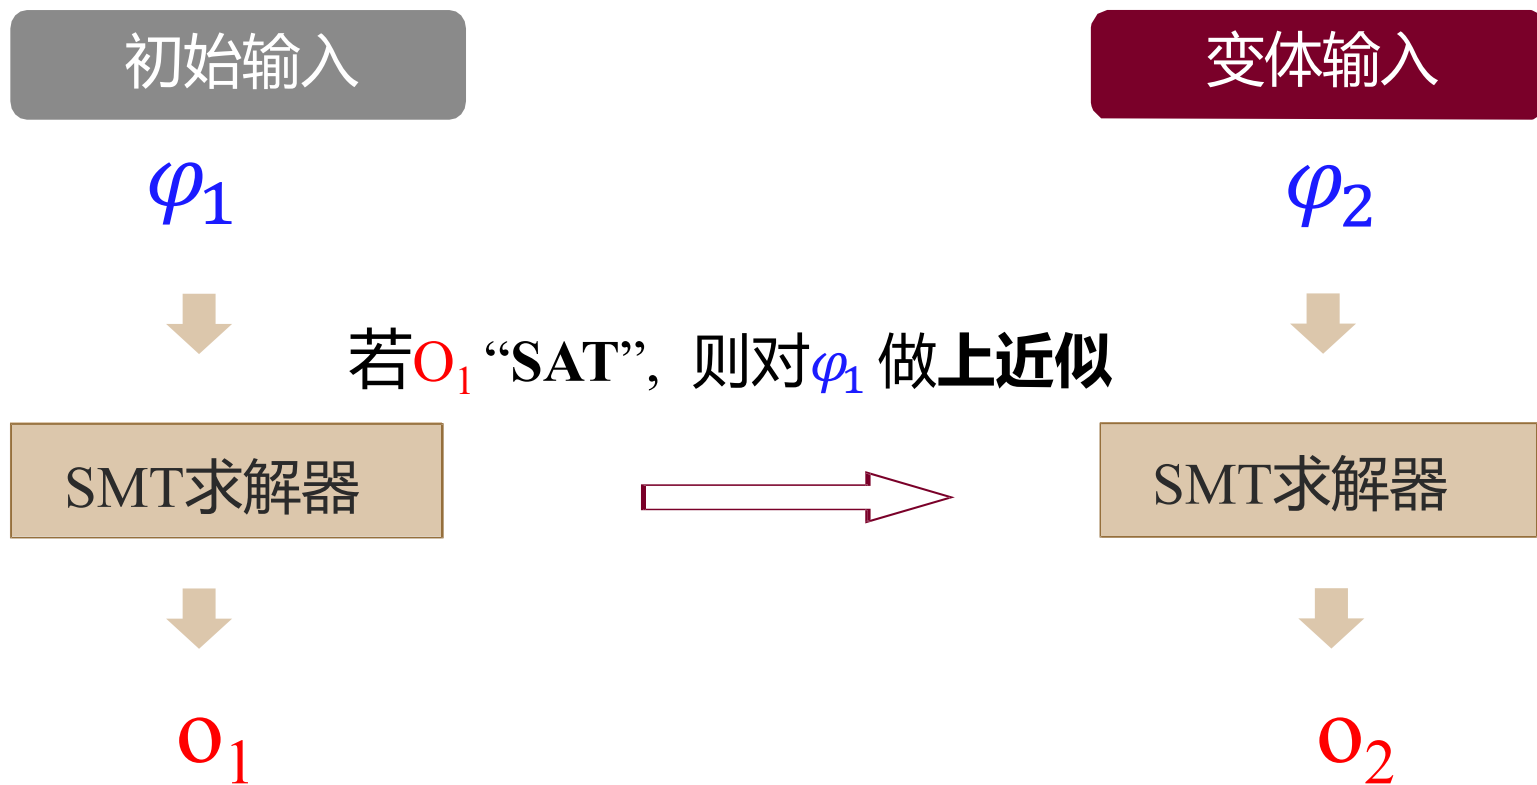 初始输入
变体输入
φ1
φ2
若O1 “SAT”, 则对φ1 做上近似
SMT求解器
SMT求解器
o1
o2